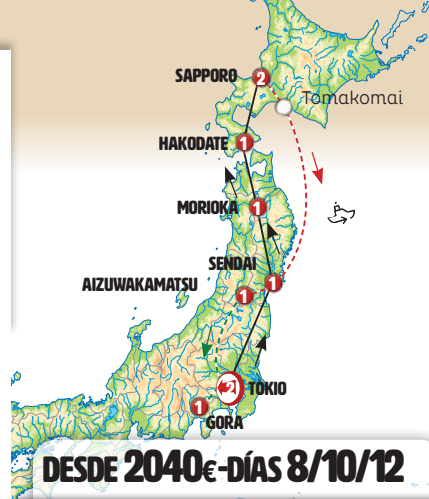 SAPPORO 2
Tomakomai
HAKODATE 1
MORIOKA 1
SENDAI 1
AIZUWAKAMATSU 1
2 TOKIO
1
GORA
DESDE 2040€-DÍAS 8/10/12